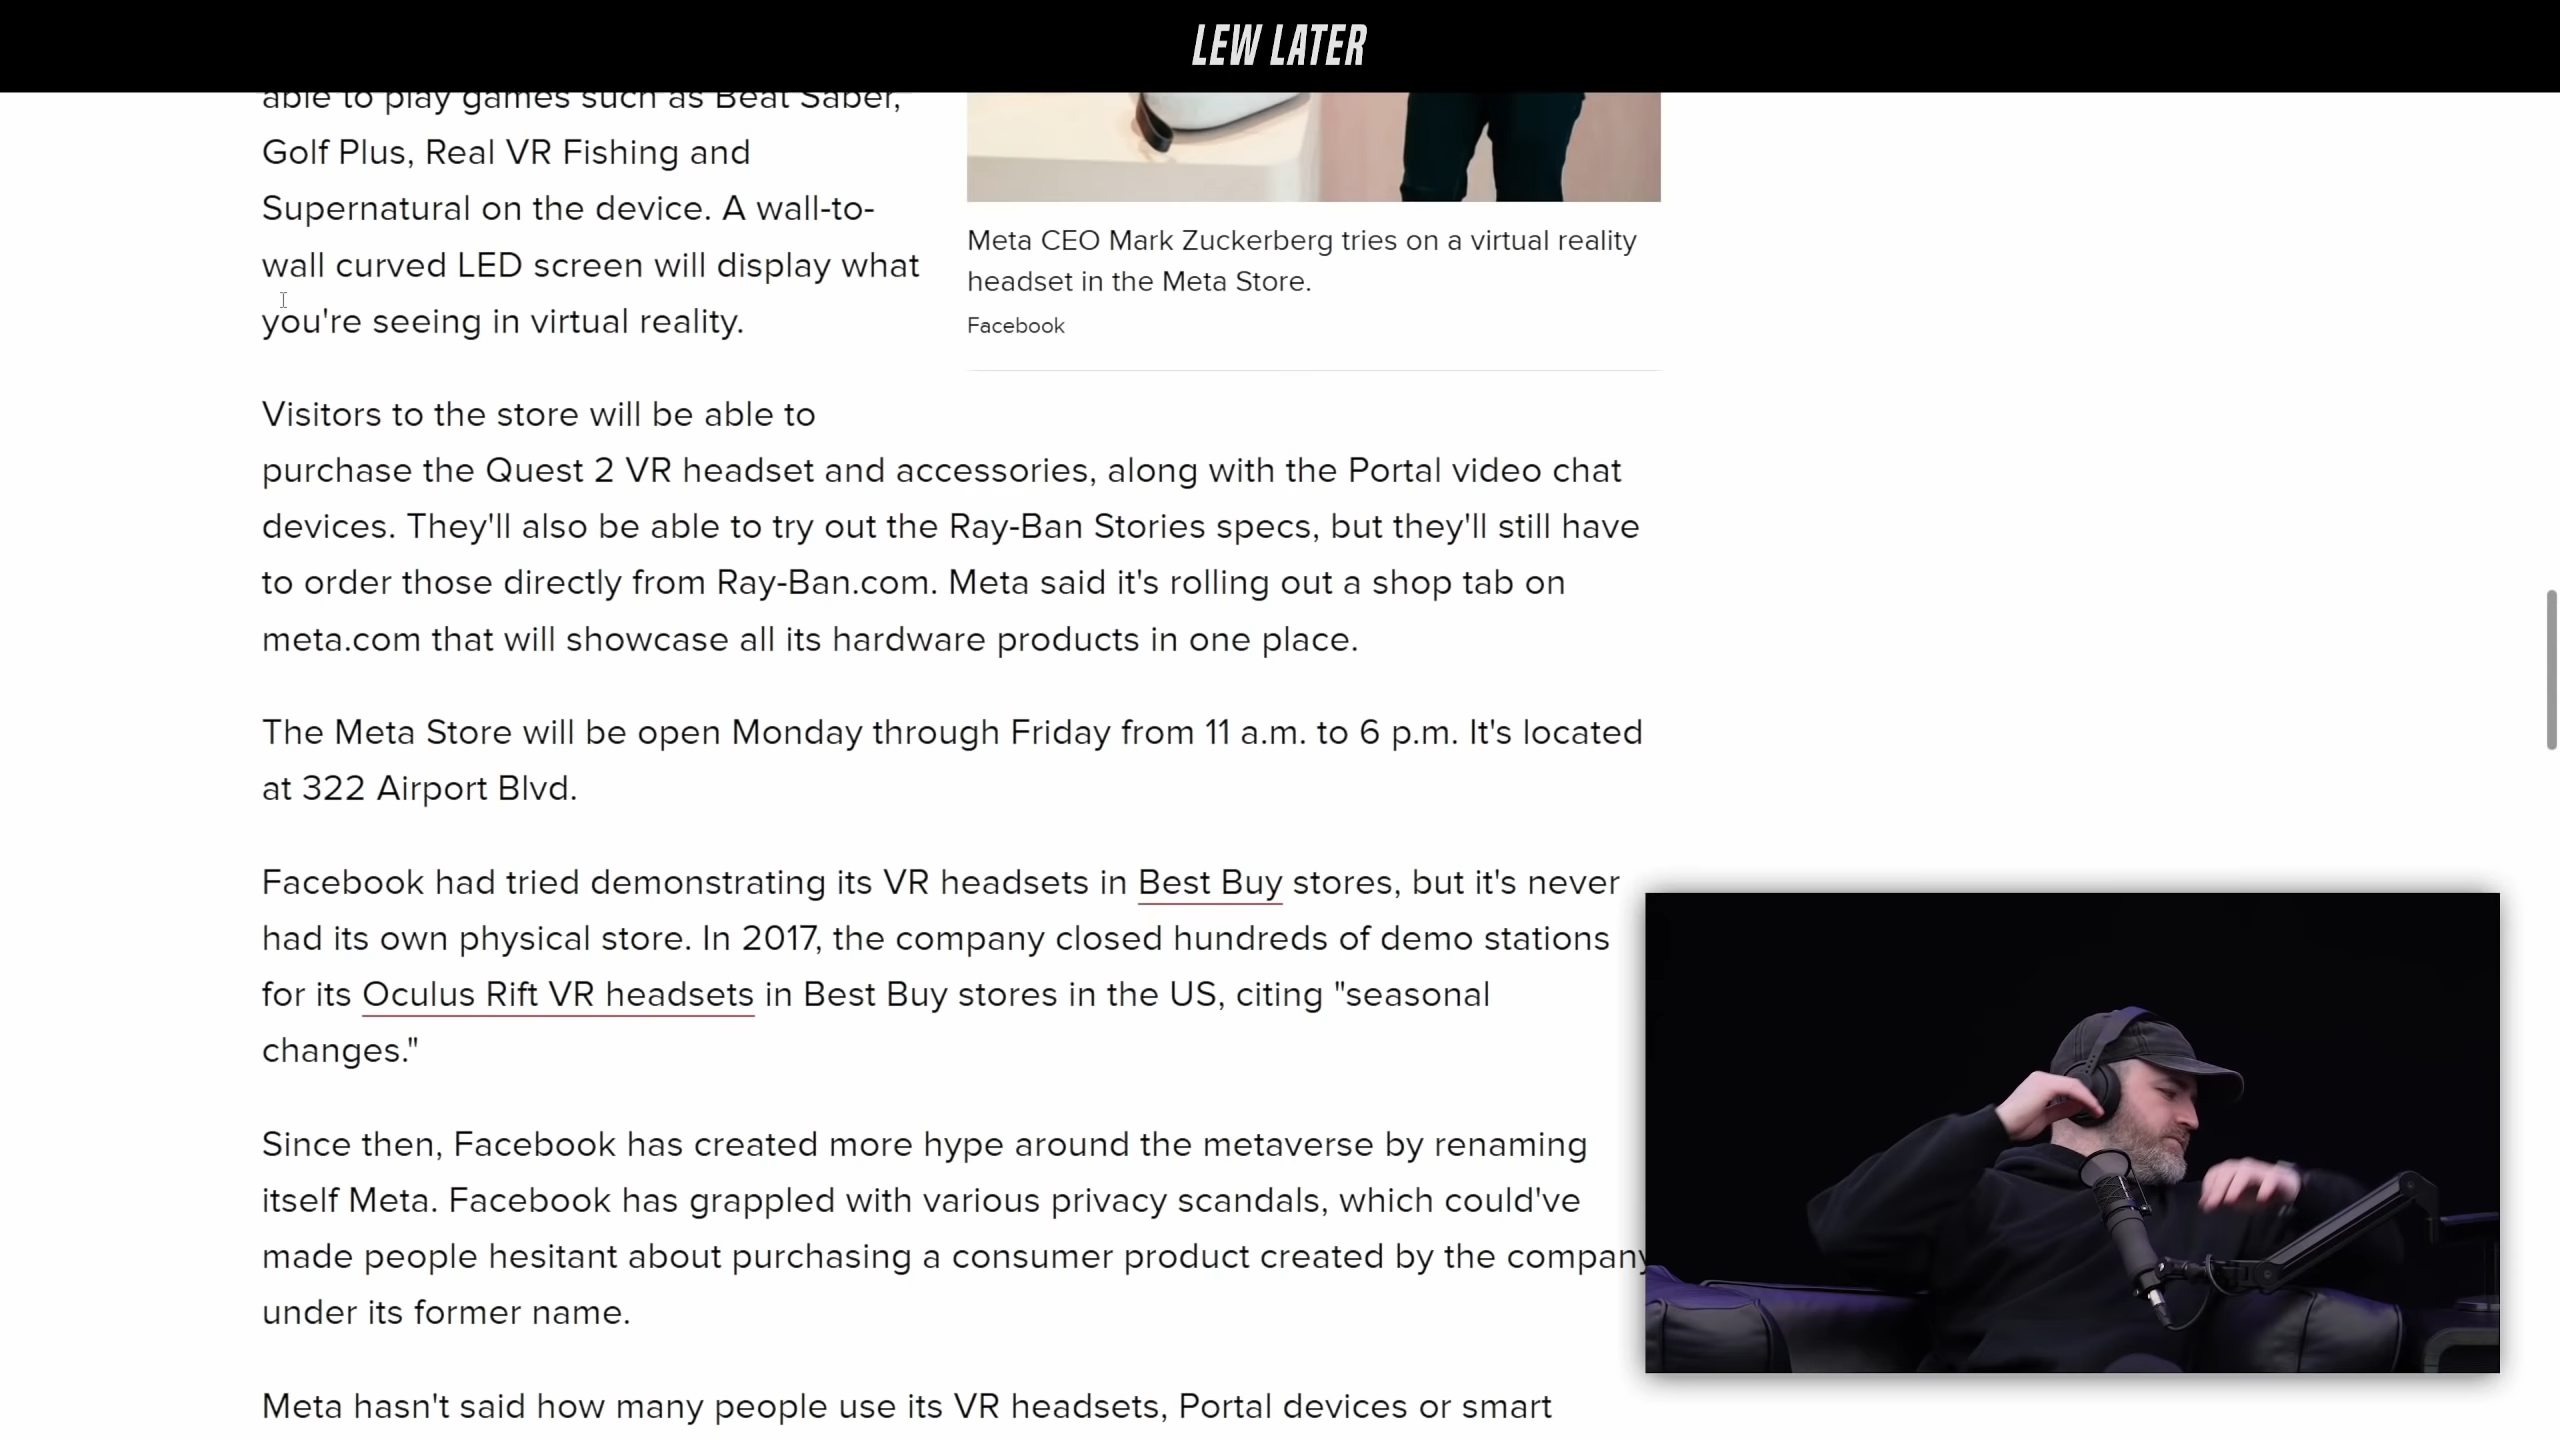 LEW LATER
able to play games such as Beat Saber,
Golf Plus, Real VR Fishing and
Supernatural on the device. A wall-to-
wall curved LED screen will display what
you're seeing in virtual reality.
Meta CEO Mark Zuckerberg tries on a virtual reality
headset in the Meta Store.
Facebook
Visitors to the store will be able to
purchase the Quest 2 VR headset and accessories, along with the Portal video chat
devices. They'll also be able to try out the Ray-Ban Stories specs, but they'll still have
to order those directly from Ray-Ban.com. Meta said it's rolling out a shop tab on
meta.com that will showcase all its hardware products in one place.
The Meta Store will be open Monday through Friday from 11 a.m. to 6 p.m. It's located
at 322 Airport Blvd.
Facebook had tried demonstrating its VR headsets in Best Buy stores, but it's never
had its own physical store. In 2017, the company closed hundreds of demo stations
for its Oculus Rift VR headsets in Best Buy stores in the US, citing "seasonal
changes."
Since then, Facebook has created more hype around the metaverse by renaming
itself Meta. Facebook has grappled with various privacy scandals, which could've
made people hesitant about purchasing a consumer product created by the company
under its former name.
Meta hasn't said how many people use its VR headsets, Portal devices or smart